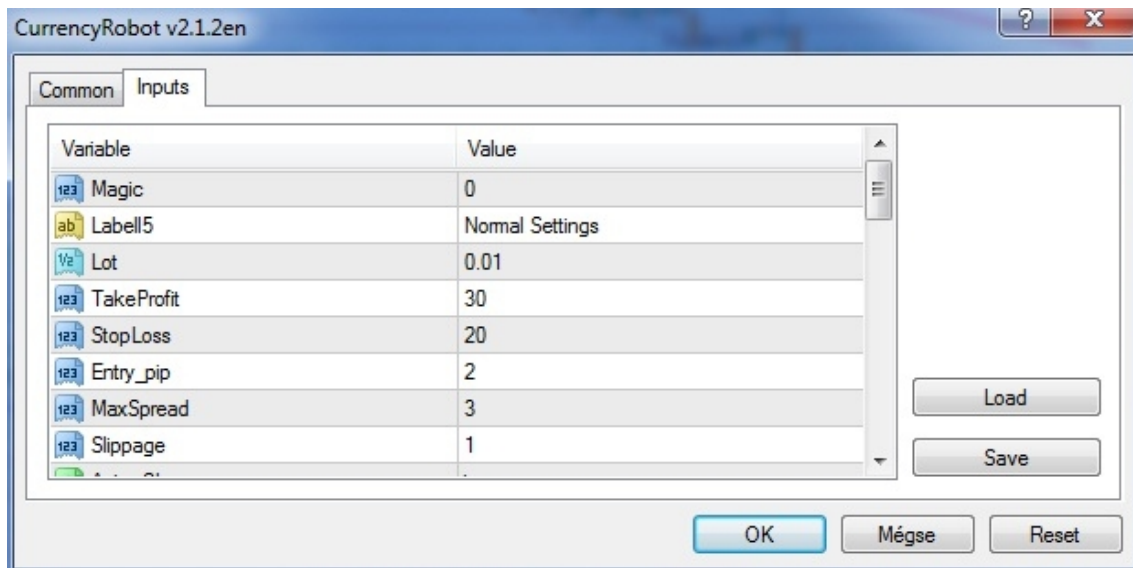 CurrencyRobot v2.1.2en
Common Inputs
Variable Value
Magic 0
Labell5 Normal Settings
Lot 0.01
TakeProfit 30
StopLoss 20
Entry_pip 2
MaxSpread 3
Slippage 1
Load
Save
OK Mégse Reset